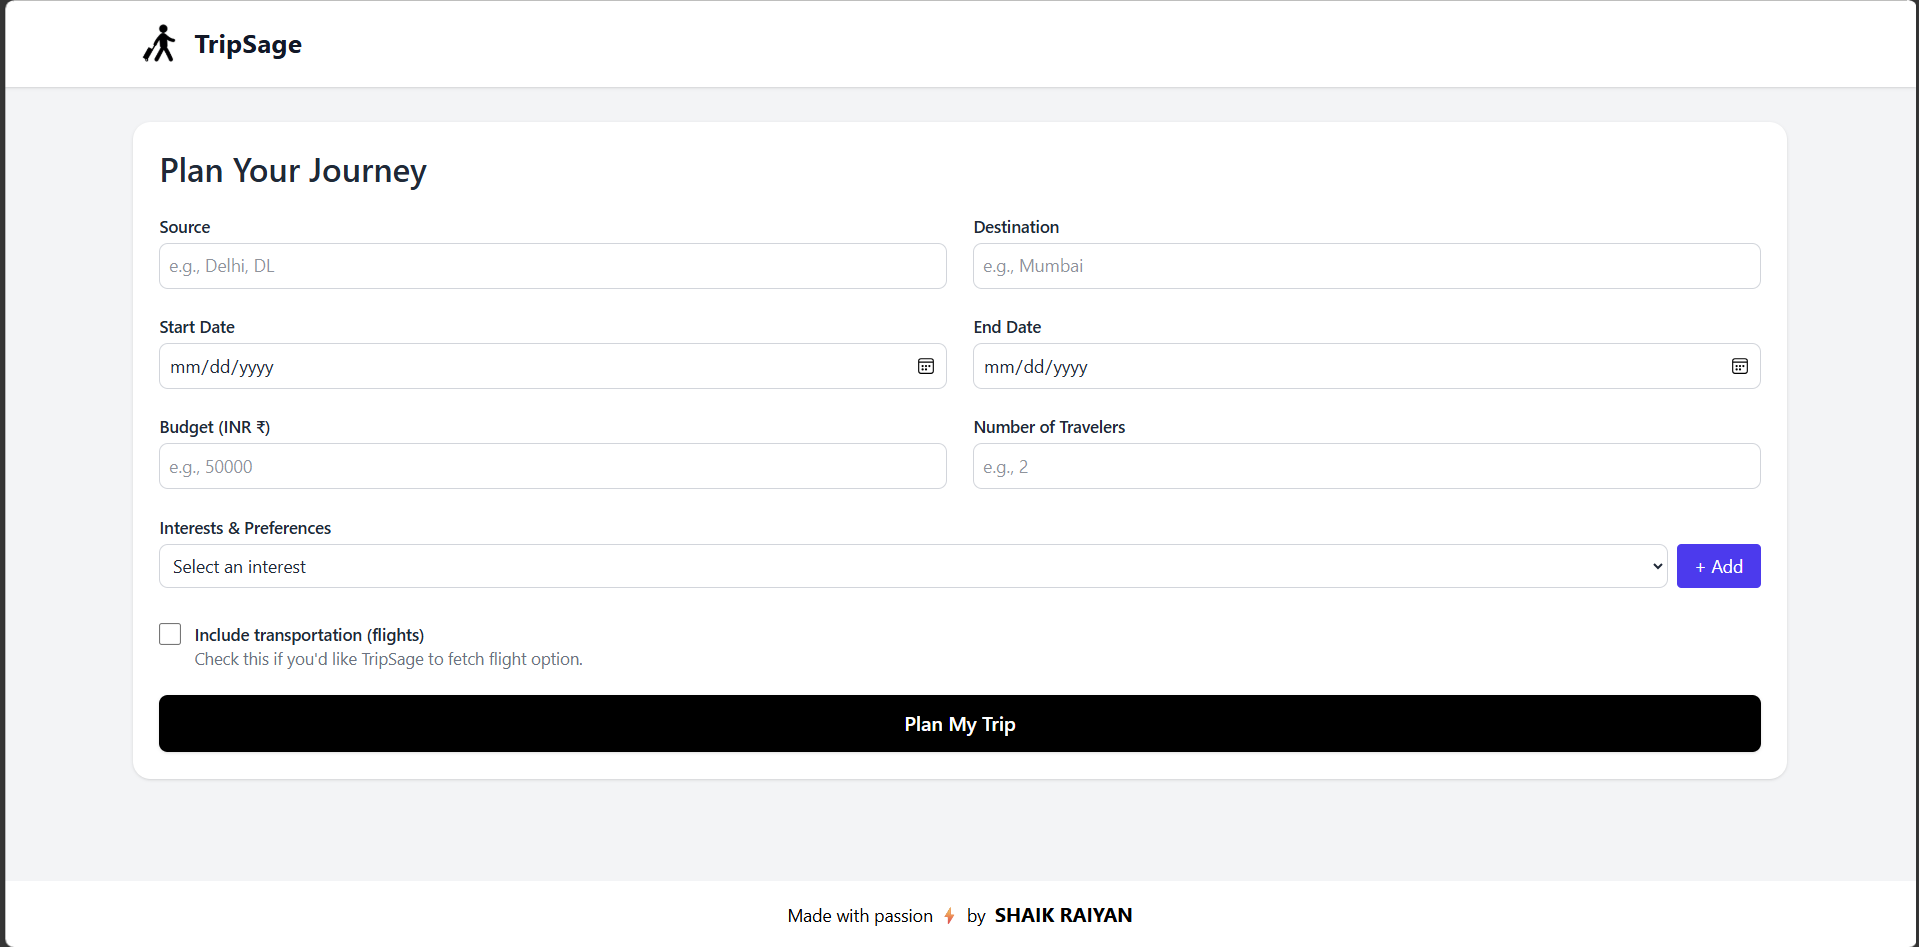 TripSage
Plan Your Journey
Source
e.g., Delhi, DL
Destination
e.g., Mumbai
Start Date
mm/dd/yyyy
End Date
mm/dd/yyyy
Budget (INR ₹)
e.g., 50000
Number of Travelers
e.g., 2
Interests & Preferences
Select an interest
+ Add
Include transportation (flights)
Check this if you'd like TripSage to fetch flight option.
Plan My Trip
Made with passion ⚡ by SHAIK RAIYAN